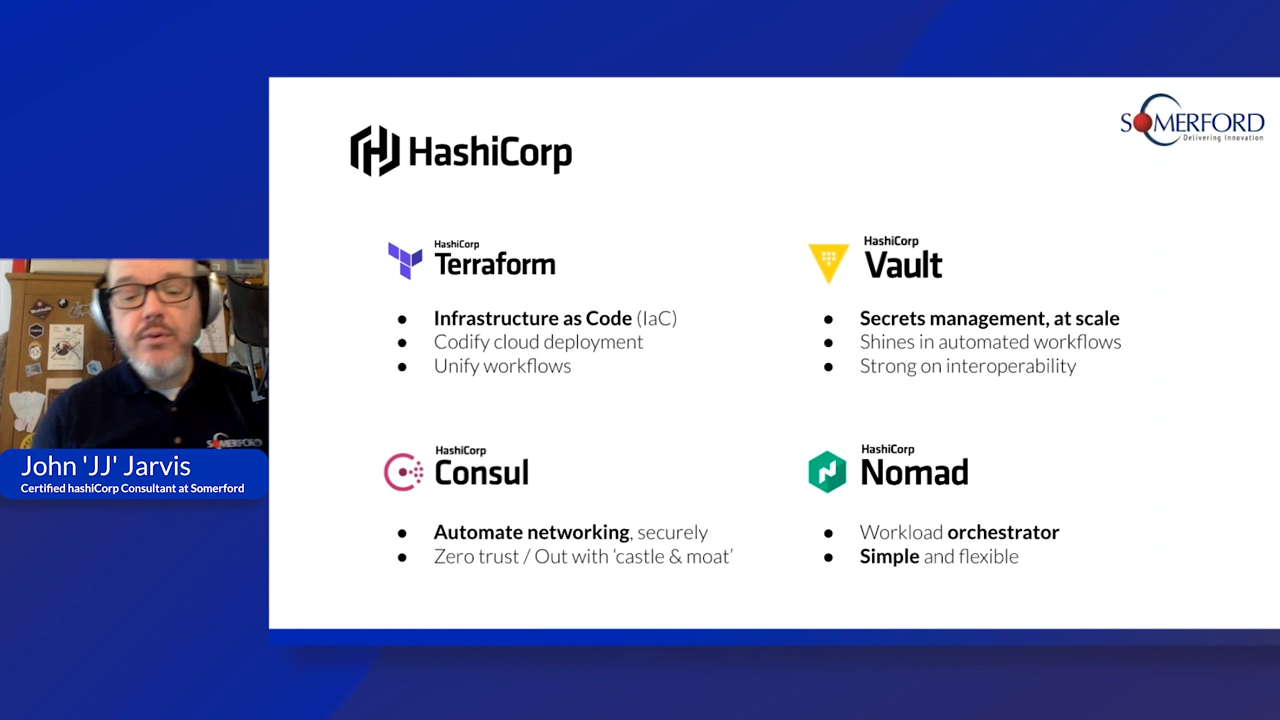 SOMERFORD
Delivering Innovation
HashiCorp
HashiCorp
Terraform
● Infrastructure as Code (IaC)
● Codify cloud deployment
● Unify workflows
HashiCorp
Vault
● Secrets management, at scale
● Shines in automated workflows
● Strong on interoperability
HashiCorp
Consul
● Automate networking, securely
● Zero trust / Out with ‘castle & moat’
HashiCorp
Nomad
● Workload orchestrator
● Simple and flexible
SOMERFORD
John 'JJ' Jarvis
Certified hashiCorp Consultant at Somerford